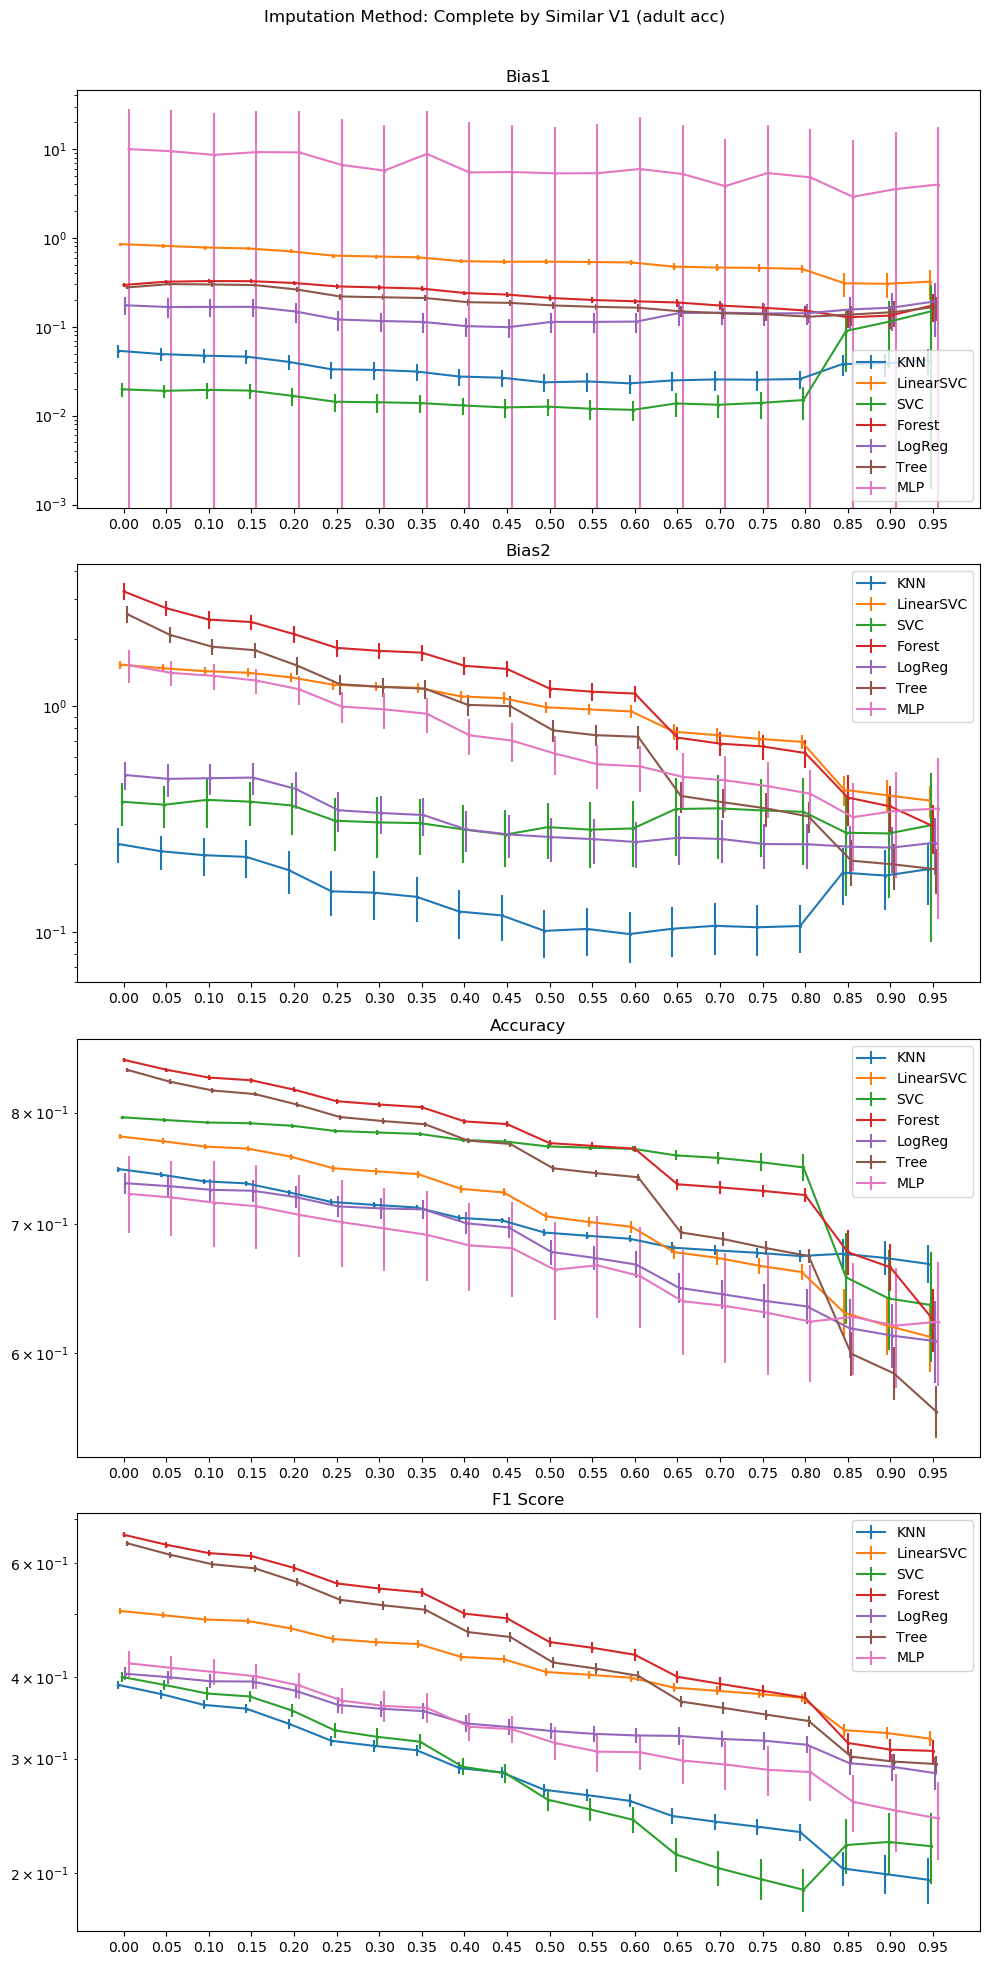 Imputation Method: Complete by Similar V1 (adult acc)
Bias1
10¹
10⁰
10⁻¹
10⁻²
10⁻³
KNN
LinearSVC
SVC
Forest
LogReg
Tree
MLP
0.00 0.05 0.10 0.15 0.20 0.25 0.30 0.35 0.40 0.45 0.50 0.55 0.60 0.65 0.70 0.75 0.80 0.85 0.90 0.95
Bias2
10⁰
10⁻¹
KNN
LinearSVC
SVC
Forest
LogReg
Tree
MLP
0.00 0.05 0.10 0.15 0.20 0.25 0.30 0.35 0.40 0.45 0.50 0.55 0.60 0.65 0.70 0.75 0.80 0.85 0.90 0.95
Accuracy
8 × 10⁻¹
7 × 10⁻¹
6 × 10⁻¹
KNN
LinearSVC
SVC
Forest
LogReg
Tree
MLP
0.00 0.05 0.10 0.15 0.20 0.25 0.30 0.35 0.40 0.45 0.50 0.55 0.60 0.65 0.70 0.75 0.80 0.85 0.90 0.95
F1 Score
6 × 10⁻¹
4 × 10⁻¹
3 × 10⁻¹
2 × 10⁻¹
KNN
LinearSVC
SVC
Forest
LogReg
Tree
MLP
0.00 0.05 0.10 0.15 0.20 0.25 0.30 0.35 0.40 0.45 0.50 0.55 0.60 0.65 0.70 0.75 0.80 0.85 0.90 0.95